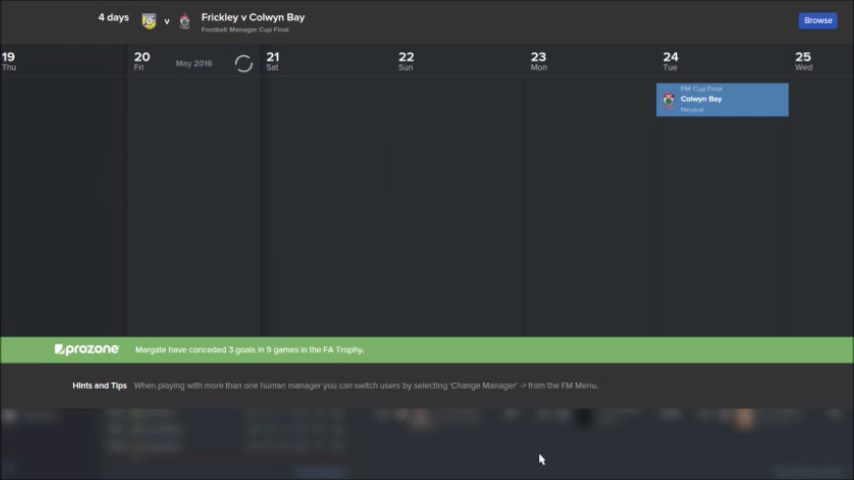 4 days
v
Frickley v Colwyn Bay
Football Manager Cup Final
Browse
19
Thu
20
Fri
May 2016
21
Sat
22
Sun
23
Mon
24
Tue
25
Wed
FM Cup Final
Colwyn Bay
Neutral
prozone
Margate have conceded 3 goals in 9 games in the FA Trophy.
Hints and Tips
When playing with more than one human manager you can switch users by selecting 'Change Manager' -> from the FM Menu.